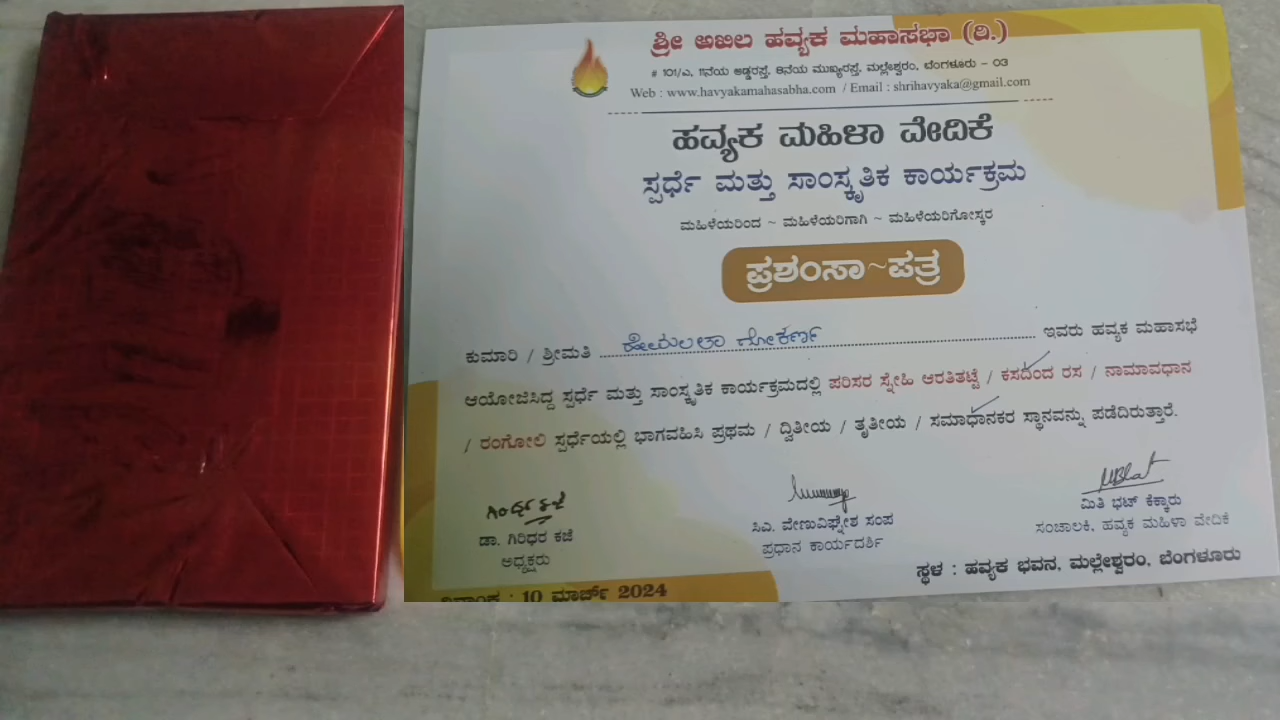 ಶ್ರೀ ಅಖಿಲ ಹವ್ಯಕ ಮಹಾಸಭಾ (ರಿ.)
# 101/ಎ, 11ನೆಯ ಅಡ್ಡರಸ್ತೆ, 8ನೆಯ ಮುಖ್ಯರಸ್ತೆ, ಮಲ್ಲೇಶ್ವರಂ, ಬೆಂಗಳೂರು - 03
Web : www.havyakamahasabha.com / Email : shrihavyaka@gmail.com
ಹವ್ಯಕ ಮಹಿಳಾ ವೇದಿಕೆ
ಸ್ಪರ್ಧೆ ಮತ್ತು ಸಾಂಸ್ಕೃತಿಕ ಕಾರ್ಯಕ್ರಮ
ಮಹಿಳೆಯರಿಂದ ~ ಮಹಿಳೆಯರಿಗಾಗಿ ~ ಮಹಿಳೆಯರಿಗೋಸ್ಕರ
ಪ್ರಶಂಸಾ~ಪತ್ರ
ಕುಮಾರಿ / ಶ್ರೀಮತಿ ಹೇಮಲತಾ ಗೋಕರ್ಣ ಇವರು ಹವ್ಯಕ ಮಹಾಸಭೆ
ಆಯೋಜಿಸಿದ್ದ ಸ್ಪರ್ಧೆ ಮತ್ತು ಸಾಂಸ್ಕೃತಿಕ ಕಾರ್ಯಕ್ರಮದಲ್ಲಿ ಪರಿಸರ ಸ್ನೇಹಿ ಆರತಿತಟ್ಟೆ / ಕಸದಿಂದ ರಸ / ನಾಮಾವಧಾನ
/ ರಂಗೋಲಿ ಸ್ಪರ್ಧೆಯಲ್ಲಿ ಭಾಗವಹಿಸಿ ಪ್ರಥಮ / ದ್ವಿತೀಯ / ತೃತೀಯ / ಸಮಾಧಾನಕರ ಸ್ಥಾನವನ್ನು ಪಡೆದಿರುತ್ತಾರೆ.
ಡಾ. ಗಿರಿಧರ ಕಜೆ
ಅಧ್ಯಕ್ಷರು
ಸಿಎ. ವೇಣುವಿಘ್ನೇಶ ಸಂಪ
ಪ್ರಧಾನ ಕಾರ್ಯದರ್ಶಿ
ಮಿತಿ ಭಟ್ ಕೆಕ್ಕಾರು
ಸಂಚಾಲಕಿ, ಹವ್ಯಕ ಮಹಿಳಾ ವೇದಿಕೆ
ದಿನಾಂಕ : 10 ಮಾರ್ಚ್ 2024
ಸ್ಥಳ : ಹವ್ಯಕ ಭವನ, ಮಲ್ಲೇಶ್ವರಂ, ಬೆಂಗಳೂರು